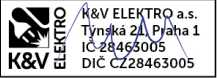 K&V ELEKTRO
K&V ELEKTRO a.s.
Týnská 21, Praha 1
IČ 28463005
DIČ CZ28463005